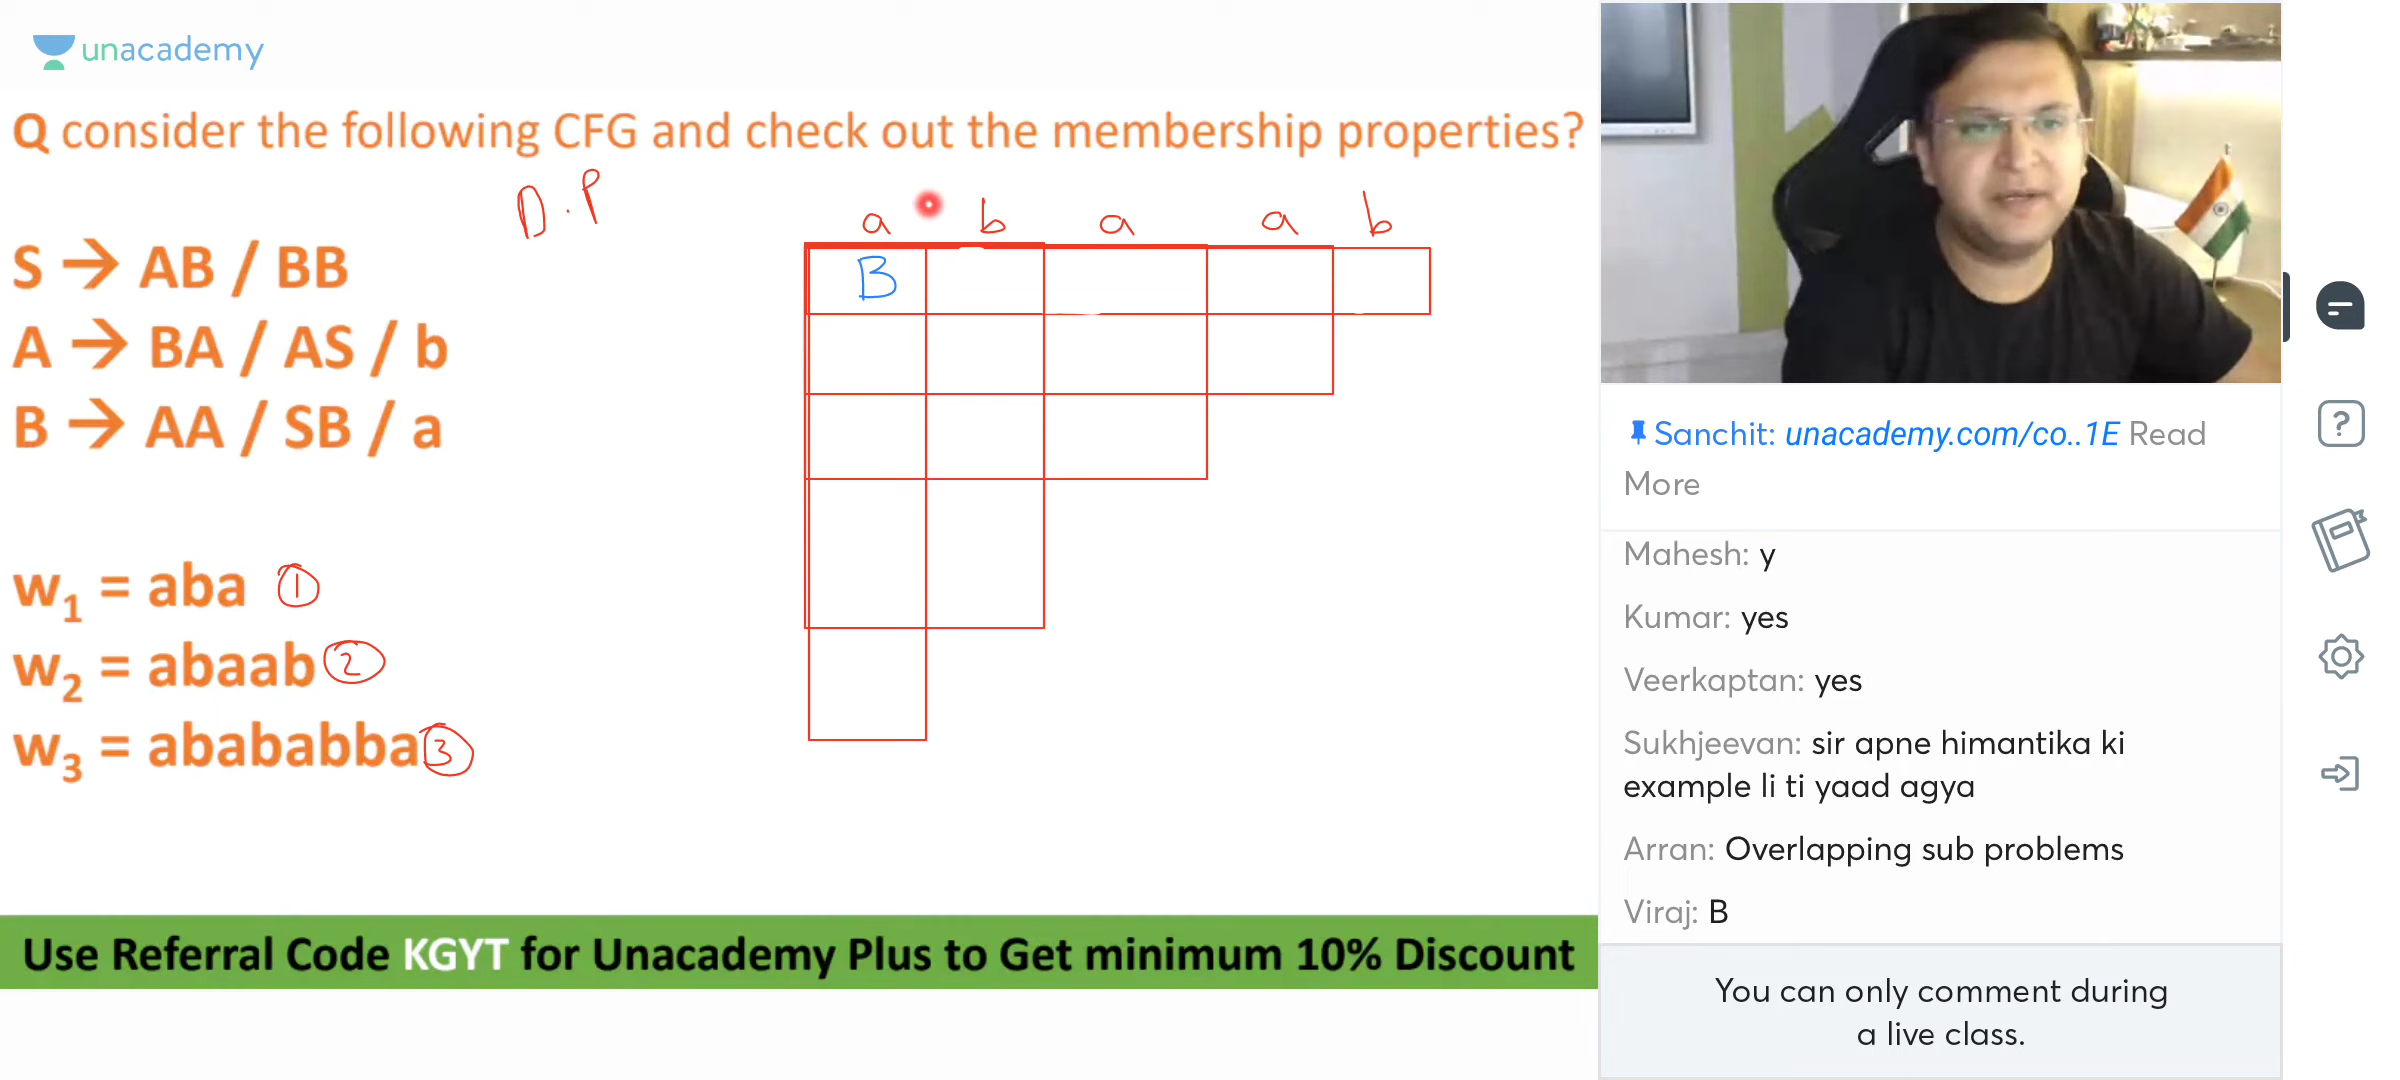 unacademy
Q consider the following CFG and check out the membership properties?
D.P
a b a a b
S → AB / BB
B
A → BA / AS / b
B → AA / SB / a
w1 = aba 1
w2 = abaab 2
w3 = abababba 3
Use Referral Code KGYT for Unacademy Plus to Get minimum 10% Discount
Sanchit: unacademy.com/co..1E Read
More
Mahesh: y
Kumar: yes
Veerkaptan: yes
Sukhjeevan: sir apne himantika ki
example li ti yaad agya
Arran: Overlapping sub problems
Viraj: B
You can only comment during
a live class.
?